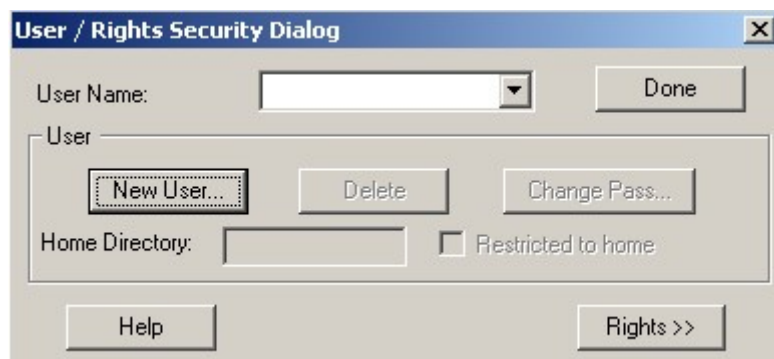 User / Rights Security Dialog
User Name:
Done
User
New User...
Delete
Change Pass...
Home Directory:
Restricted to home
Help
Rights >>